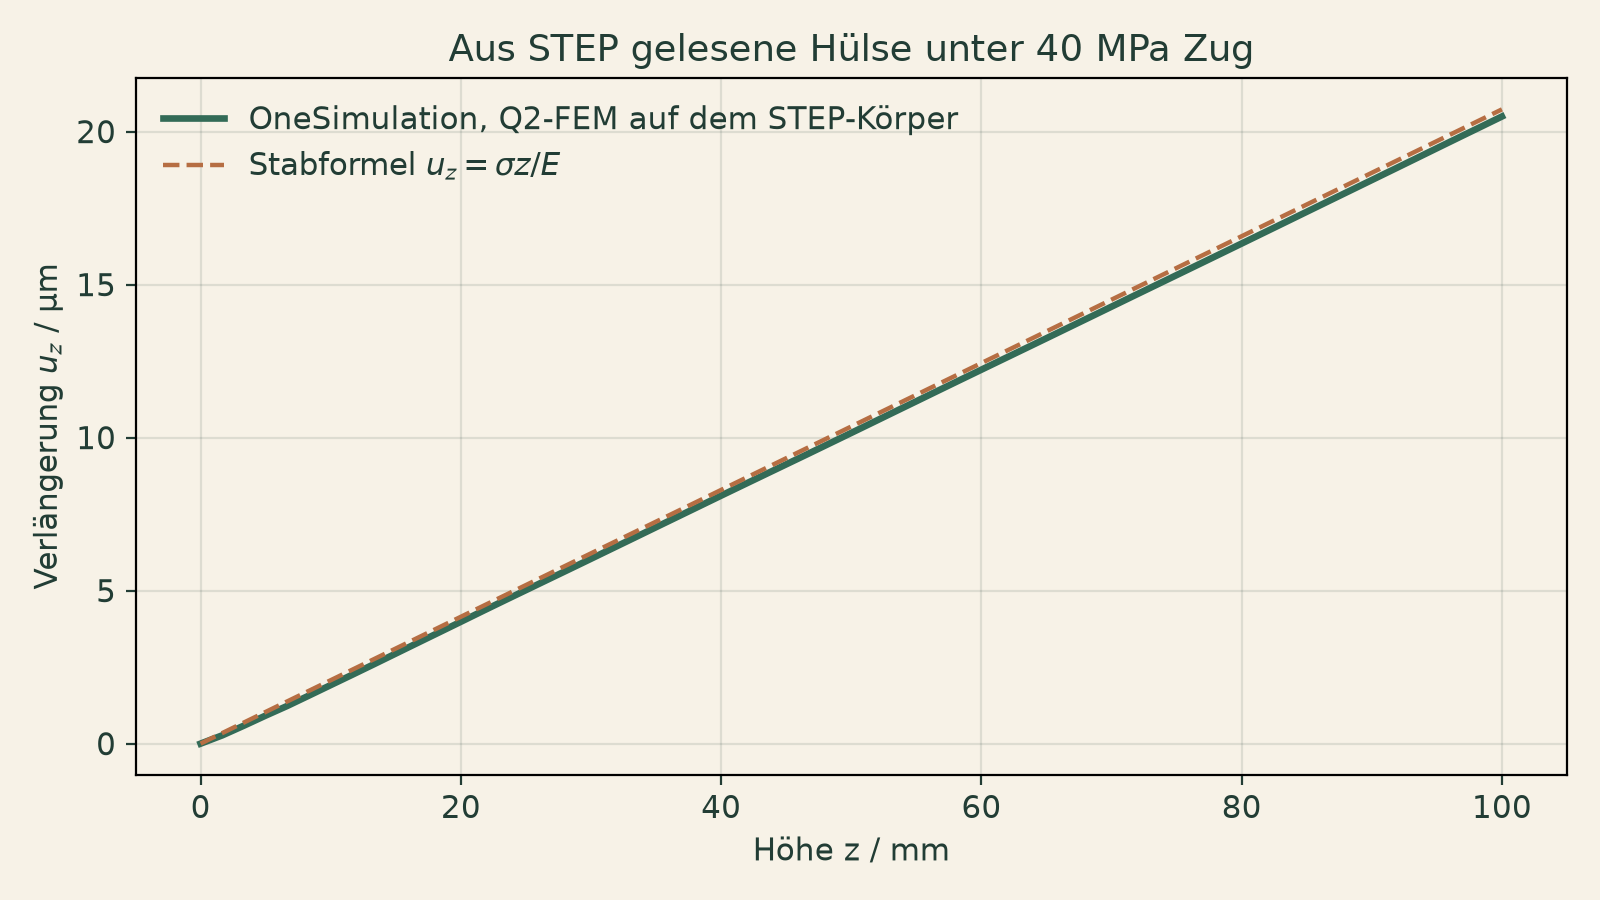 Aus STEP gelesene Hülse unter 40 MPa Zug
OneSimulation, Q2-FEM auf dem STEP-Körper
Stabformel u_z = σz/E
Verlängerung u_z / µm
20
15
10
5
0
0 20 40 60 80 100
Höhe z / mm